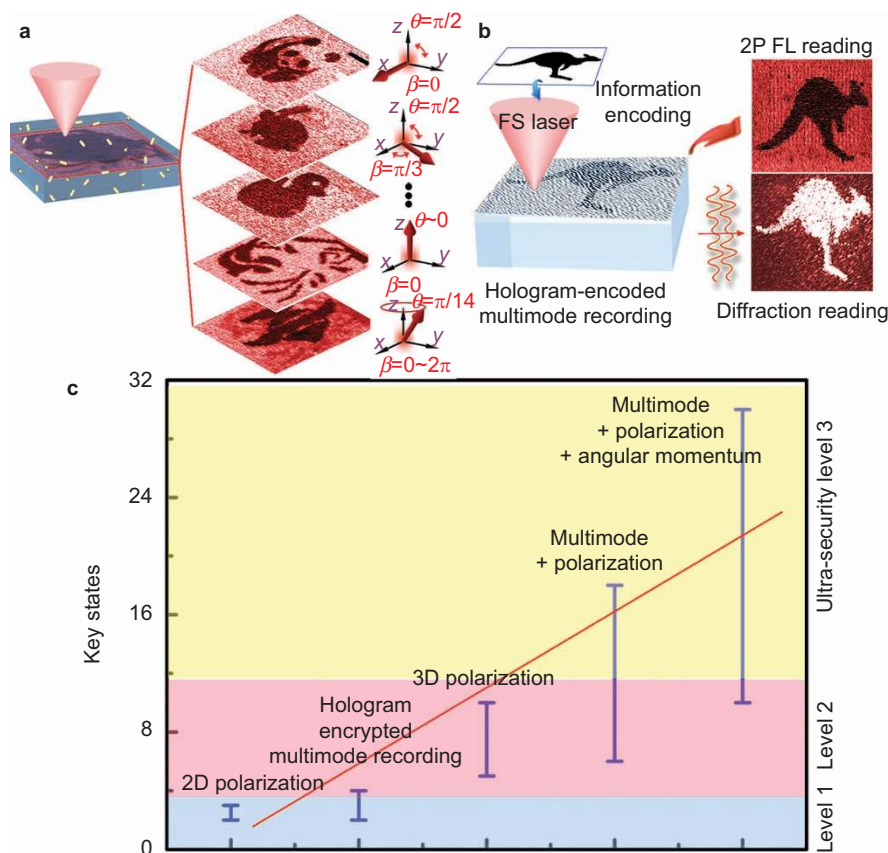 a
z
θ=π/2
x
y
β=0
θ=π/2
z
x
y
β=π/3
z
θ~0
x
y
β=0
z
θ=π/14
x
y
β=0~2π
b
Information
encoding
FS laser
Hologram-encoded
multimode recording
2P FL reading
Diffraction reading
c
32
24
16
8
0
Key states
2D polarization
Hologram
encrypted
multimode recording
3D polarization
Multimode
+ polarization
Multimode
+ polarization
+ angular momentum
Ultra-security level 3
Level 2
Level 1